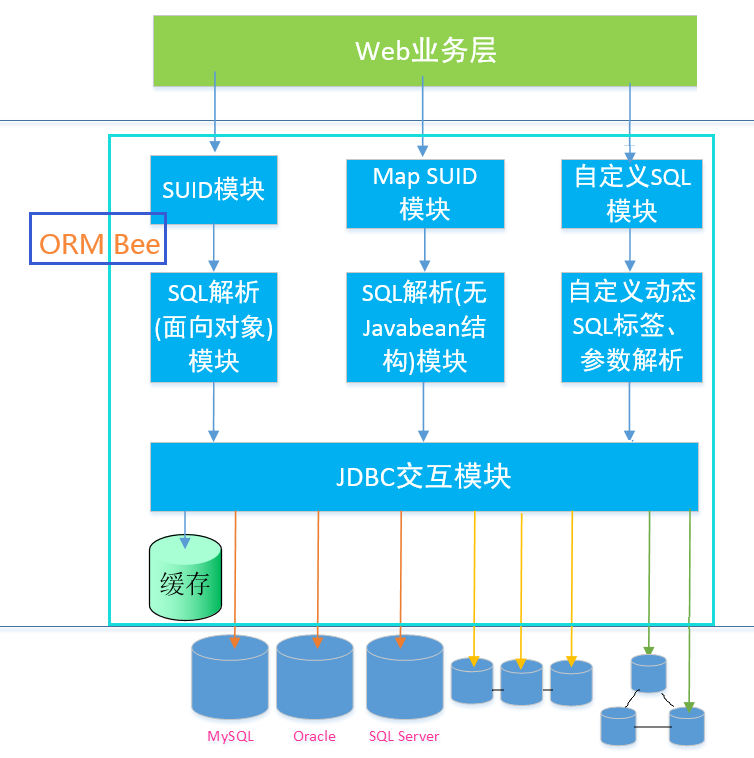 Web业务层
SUID模块
Map SUID
模块
自定义SQL
模块
ORM Bee
SQL解析
(面向对象)
模块
SQL解析(无
Javabean结
构)模块
自定义动态
SQL标签、
参数解析
JDBC交互模块
缓存
MySQL
Oracle
SQL Server